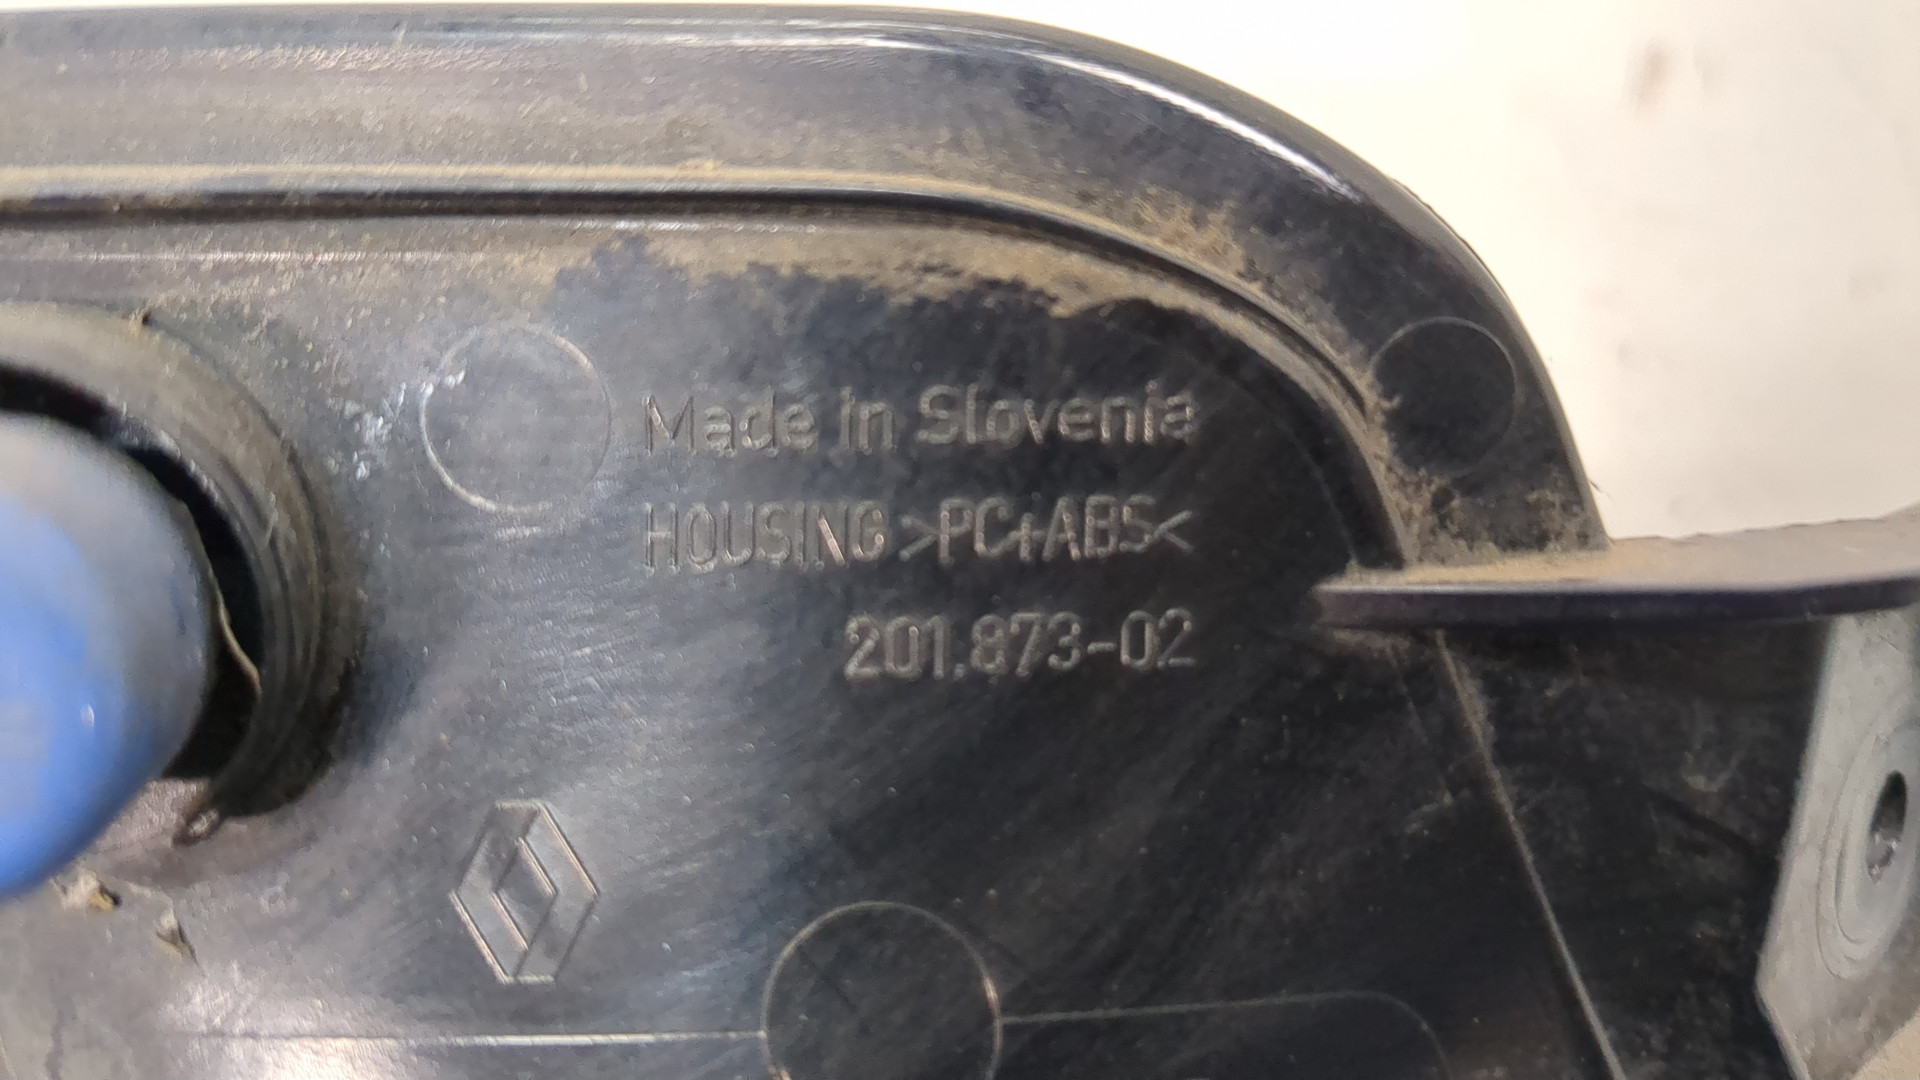 Made in Slovenia
HOUSING >PC+ABS<
201.873-02